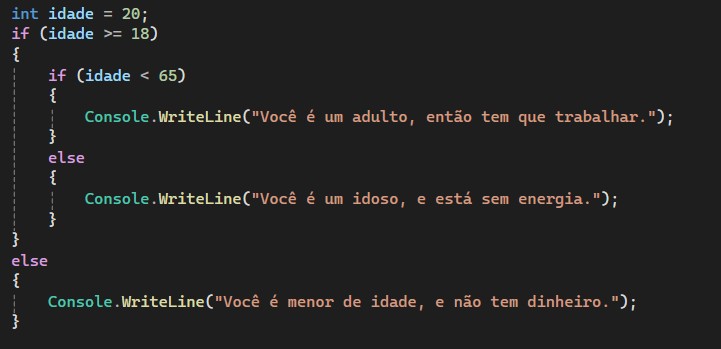 int idade = 20;
if (idade >= 18)
{
    if (idade < 65)
    {
        Console.WriteLine("Você é um adulto, então tem que trabalhar.");
    }
    else
    {
        Console.WriteLine("Você é um idoso, e está sem energia.");
    }
}
else
{
    Console.WriteLine("Você é menor de idade, e não tem dinheiro.");
}